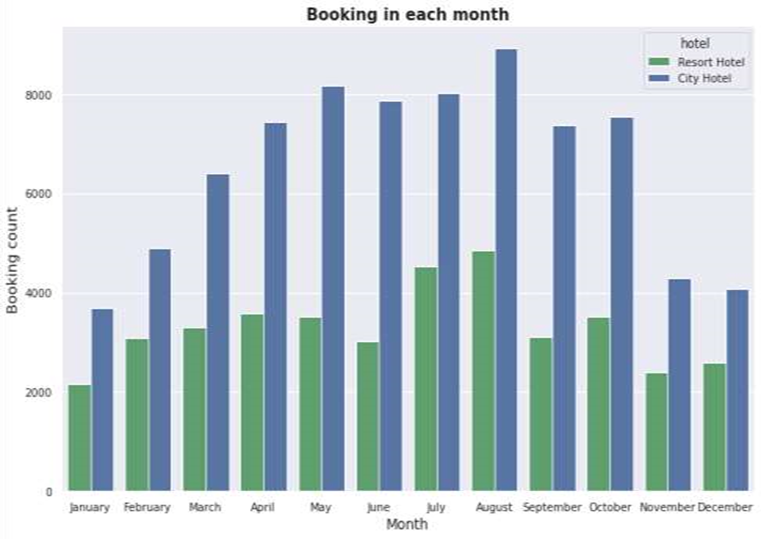 Booking in each month
hotel
Resort Hotel
City Hotel
Booking count
8000
6000
4000
2000
0
January February March April May June July August September October November December
Month